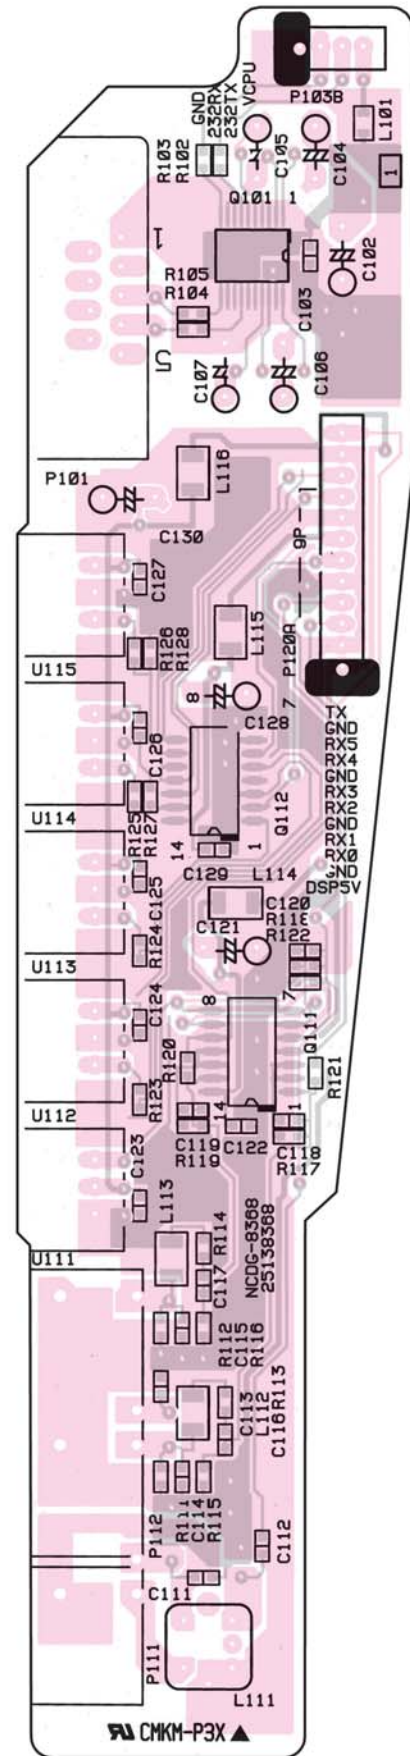 GND
232RX
232TX
VCPU
P103B
L101
R103
R102
C105
C104
1
Q101 1
1
R105
R104
C102
C103
5
C107
C106
P101
L116
C130
9P
1
C127
R126
R128
L115
P120A
U115
8
C128
7
TX
GND
RX5
RX4
GND
RX3
RX2
GND
RX1
RX0
GND
DSP5V
C126
Q112
U114
R125
R127
14
1
C129
L114
C125
C120
R118
R122
C121
R124
U113
8
7
C124
R120
Q111
R121
R123
14
1
U112
C119
R119
C122
C118
R117
C123
L113
R114
NCDG-8368
25138368
U111
C117
R112
C115
R116
C113
L112
C116
R113
P112
R111
C114
R115
C112
C111
P111
L111
CMKM-P3X